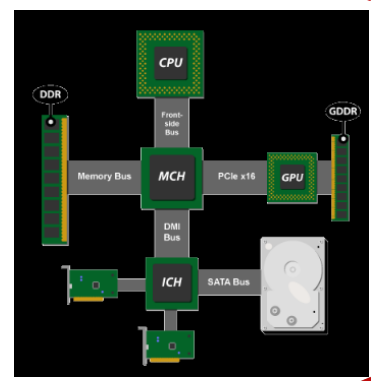 CPU
DDR
GDDR
Front-
side
Bus
Memory Bus
MCH
PCIe x16
GPU
DMI
Bus
ICH
SATA Bus